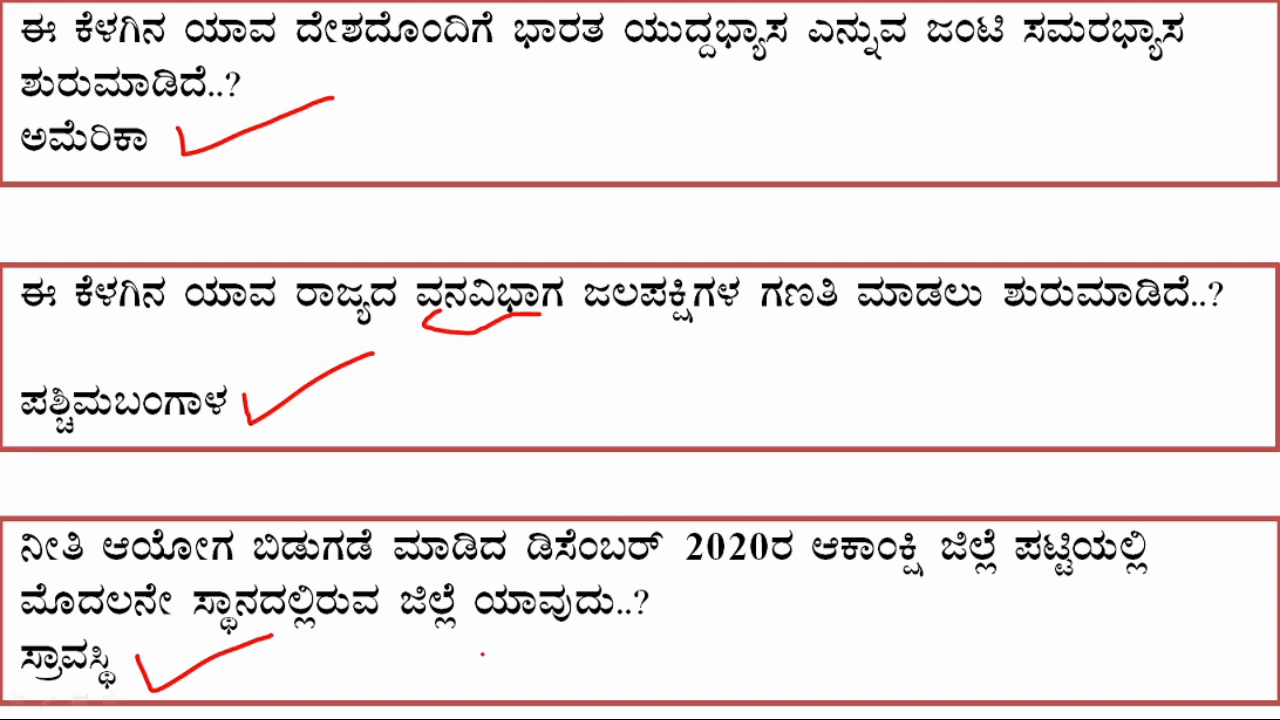 ಈ ಕೆಳಗಿನ ಯಾವ ದೇಶದೊಂದಿಗೆ ಭಾರತ ಯುದ್ದಭ್ಯಾಸ ಎನ್ನುವ ಜಂಟಿ ಸಮರಭ್ಯಾಸ
ಶುರುಮಾಡಿದೆ..?
ಅಮೆರಿಕಾ
ಈ ಕೆಳಗಿನ ಯಾವ ರಾಜ್ಯದ ವನವಿಭಾಗ ಜಲಪಕ್ಷಿಗಳ ಗಣತಿ ಮಾಡಲು ಶುರುಮಾಡಿದೆ..?
ಪಶ್ಚಿಮಬಂಗಾಳ
ನೀತಿ ಆಯೋಗ ಬಿಡುಗಡೆ ಮಾಡಿದ ಡಿಸೆಂಬರ್ 2020ರ ಆಕಾಂಕ್ಷಿ ಜಿಲ್ಲೆ ಪಟ್ಟಿಯಲ್ಲಿ
ಮೊದಲನೇ ಸ್ಥಾನದಲ್ಲಿರುವ ಜಿಲ್ಲೆ ಯಾವುದು..?
ಸ್ರಾವಸ್ಥಿ